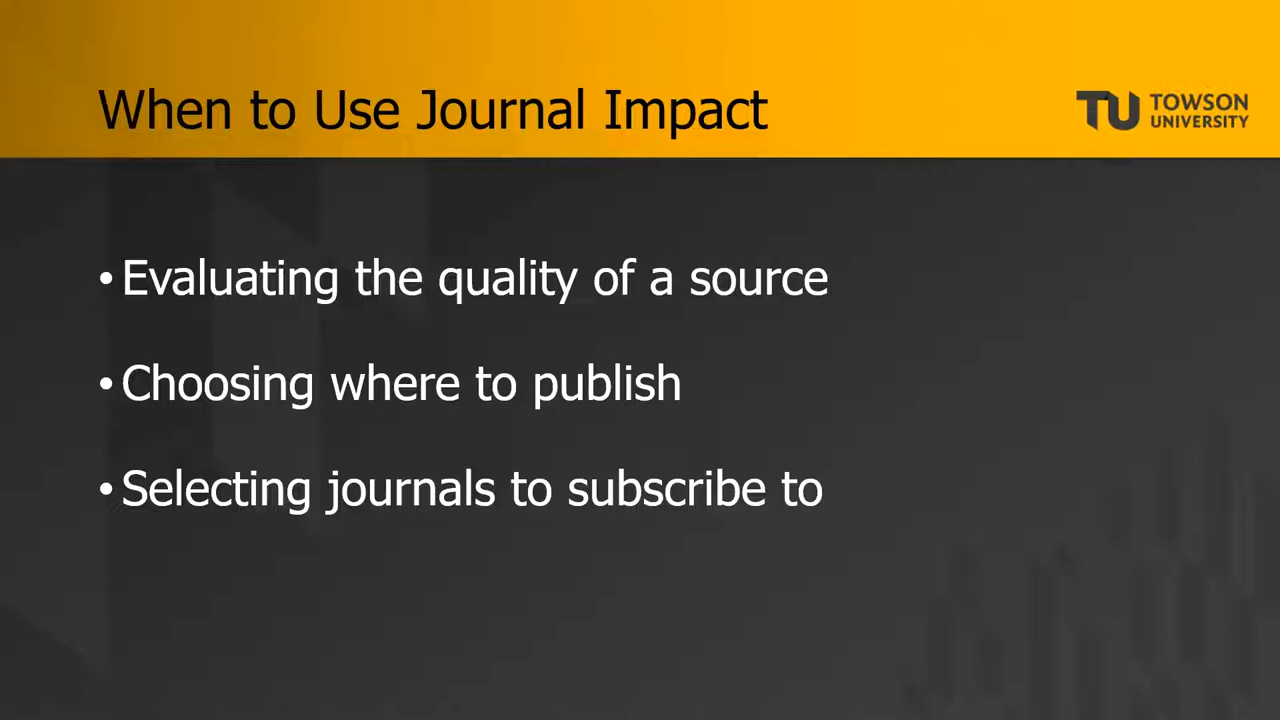 When to Use Journal Impact
TU TOWSON
UNIVERSITY
• Evaluating the quality of a source
• Choosing where to publish
• Selecting journals to subscribe to